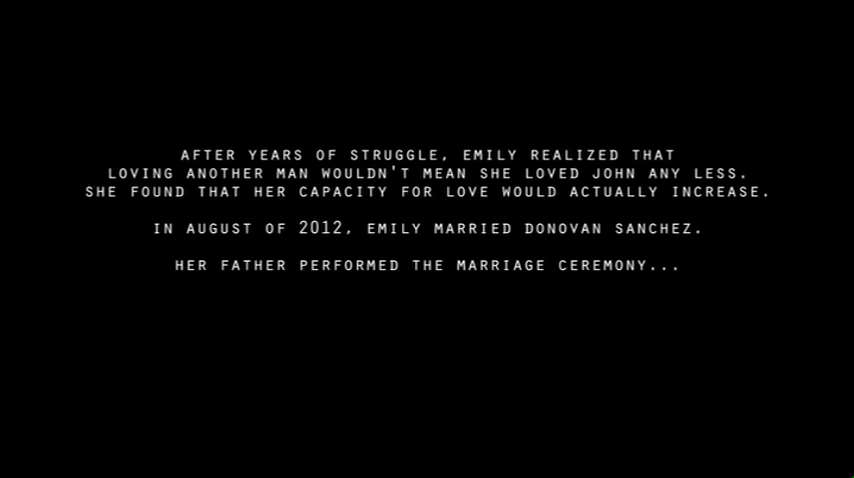 AFTER YEARS OF STRUGGLE, EMILY REALIZED THAT
LOVING ANOTHER MAN WOULDN'T MEAN SHE LOVED JOHN ANY LESS.
SHE FOUND THAT HER CAPACITY FOR LOVE WOULD ACTUALLY INCREASE.
IN AUGUST OF 2012, EMILY MARRIED DONOVAN SANCHEZ.
HER FATHER PERFORMED THE MARRIAGE CEREMONY...